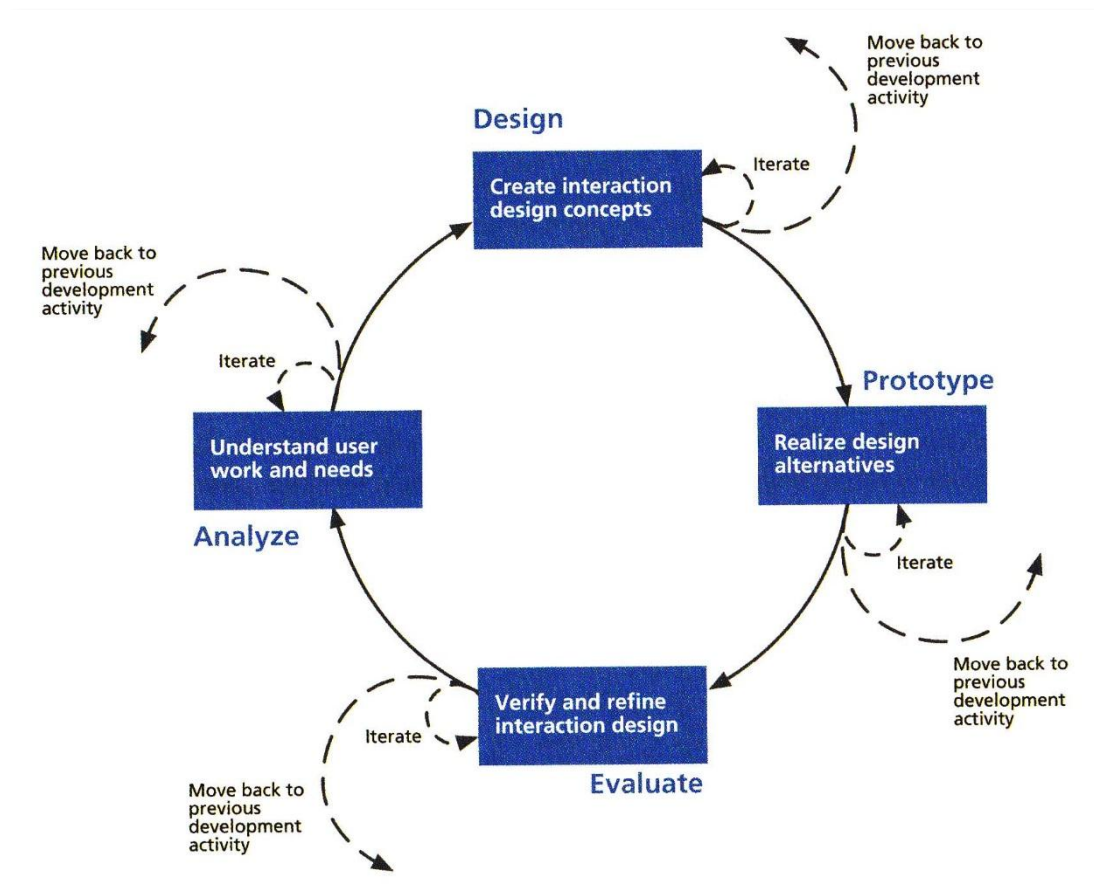 Move back to
previous
development
activity
Design
Iterate
Create interaction
design concepts
Move back to
previous
development
activity
Iterate
Prototype
Understand user
work and needs
Realize design
alternatives
Analyze
Iterate
Move back to
previous
development
activity
Verify and refine
interaction design
Iterate
Evaluate
Move back to
previous
development
activity